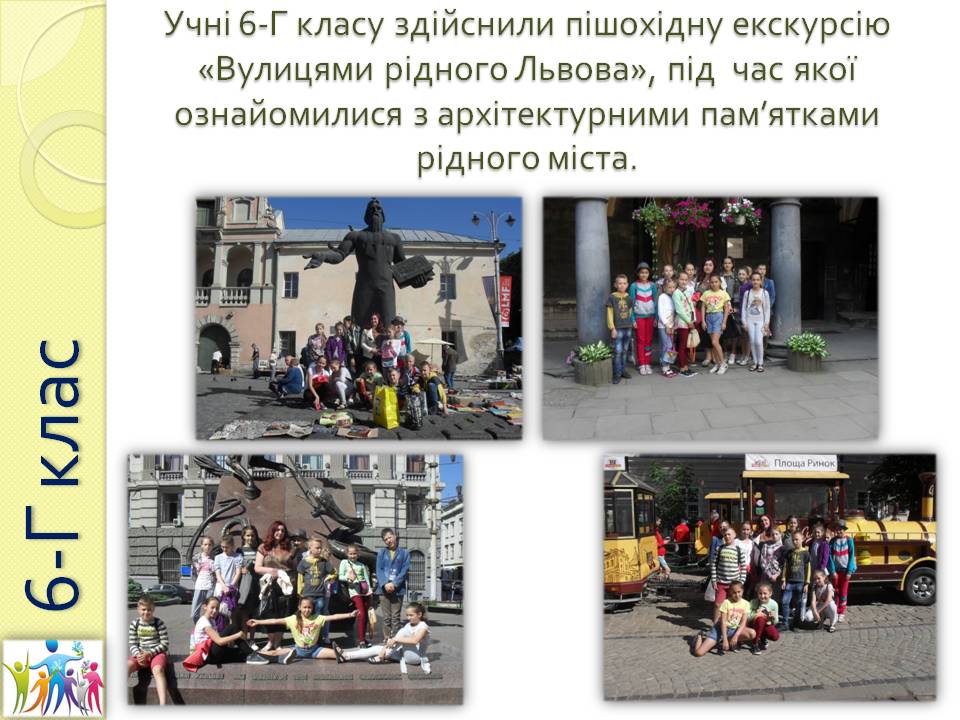 Учні 6-Г класу здійснили пішохідну екскурсію
«Вулицями рідного Львова», під час якої
ознайомилися з архітектурними пам’ятками
рідного міста.
6-Г клас
LMF
Площа Ринок